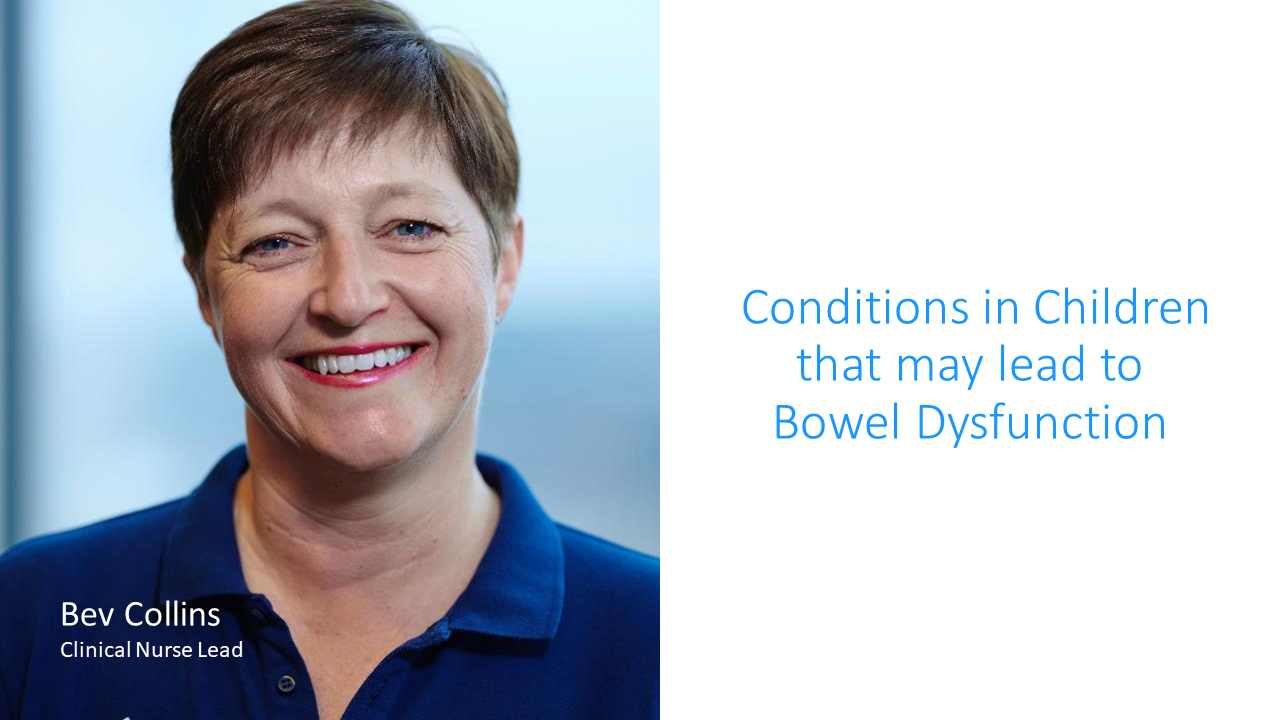 Bev Collins
Clinical Nurse Lead
Conditions in Children
that may lead to
Bowel Dysfunction